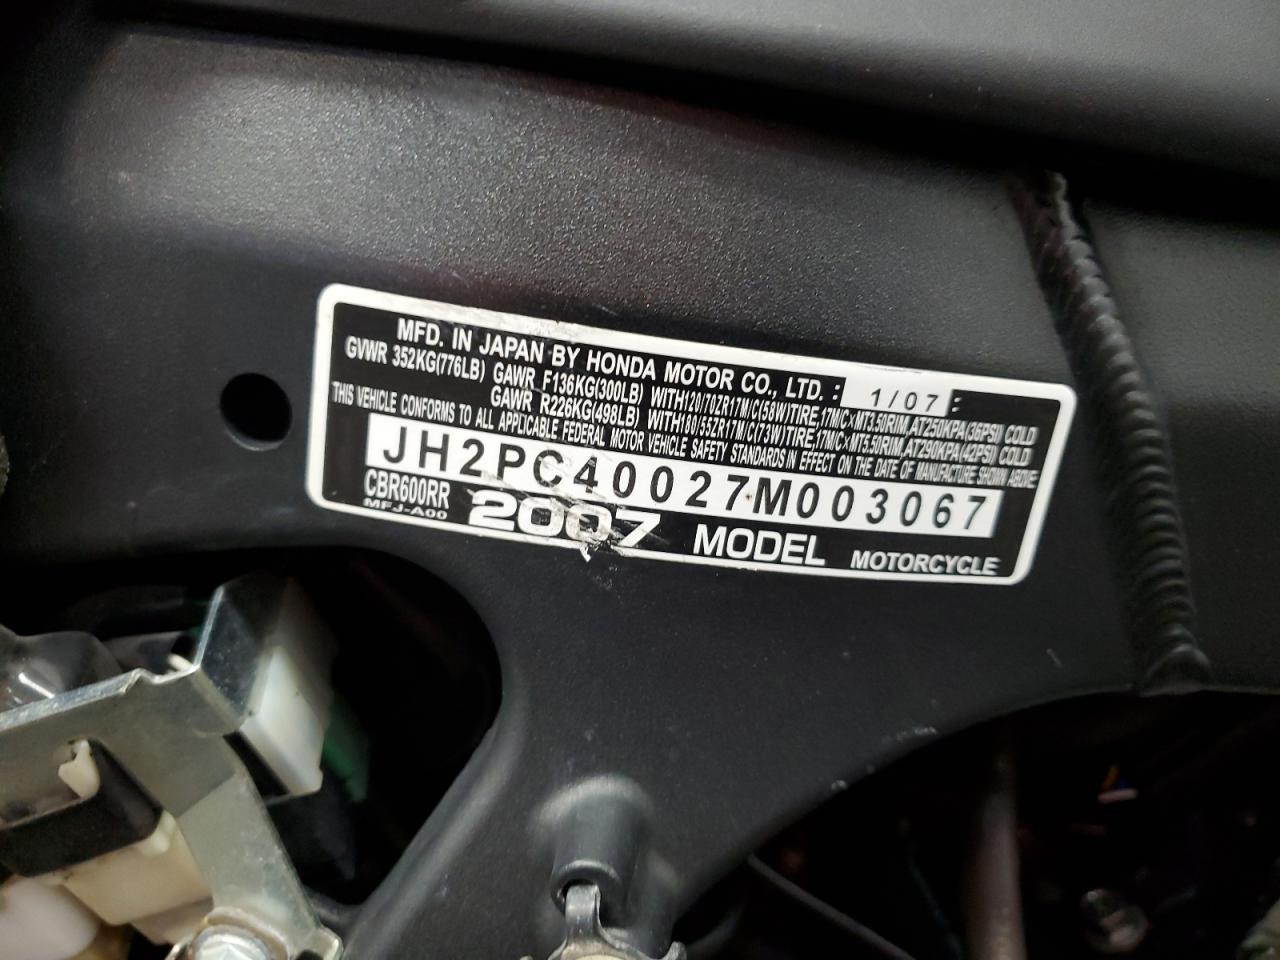 MFD. IN JAPAN BY HONDA MOTOR CO., LTD. : 1/07 :
GVWR 352KG(776LB) GAWR F136KG(300LB) WITH120/70ZR17M/C(58W)TIRE,17M/C×MT3.50RIM,AT250KPA(36PSI) COLD
GAWR R226KG(498LB) WITH180/55ZR17M/C(73W)TIRE,17M/C×MT5.50RIM,AT290KPA(42PSI) COLD
THIS VEHICLE CONFORMS TO ALL APPLICABLE FEDERAL MOTOR VEHICLE SAFETY STANDARDS IN EFFECT ON THE DATE OF MANUFACTURE SHOWN ABOVE
JH2PC40027M003067
CBR600RR 2007 MODEL MOTORCYCLE
MFJ-A00